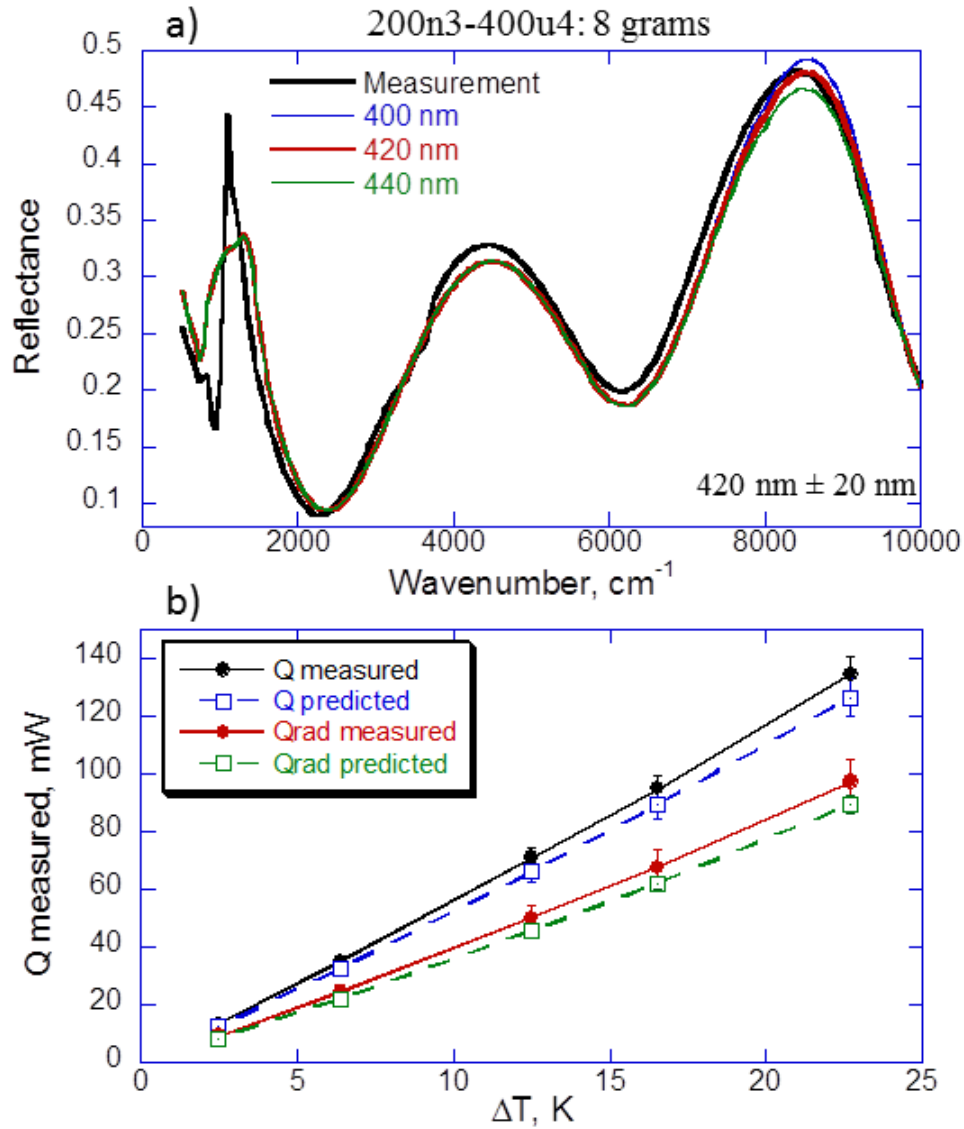 a)
200n3-400u4: 8 grams
Measurement
400 nm
420 nm
440 nm
Reflectance
0.5
0.45
0.4
0.35
0.3
0.25
0.2
0.15
0.1
420 nm ± 20 nm
0 2000 4000 6000 8000 10000
Wavenumber, cm⁻¹
b)
Q measured
Q predicted
Qrad measured
Qrad predicted
Q measured, mW
140
120
100
80
60
40
20
0
0 5 10 15 20 25
ΔT, K